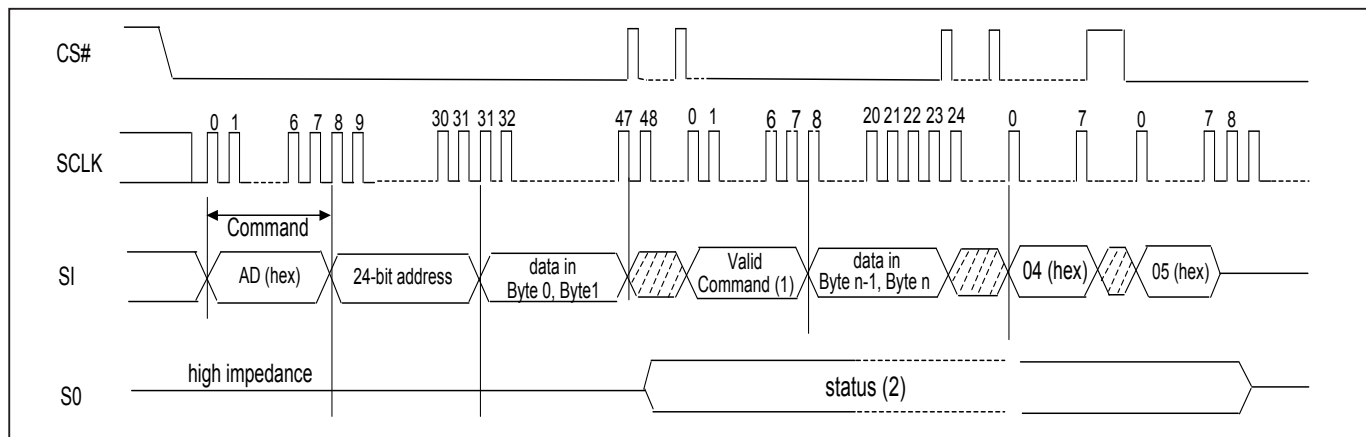 CS#
0 1 6 7 8 9 30 31 31 32 47 48 0 1 6 7 8 20 21 22 23 24 0 7 0 7 8
SCLK
Command
SI
AD (hex)
24-bit address
data in
Byte 0, Byte1
Valid
Command (1)
data in
Byte n-1, Byte n
04 (hex)
05 (hex)
high impedance
S0
status (2)